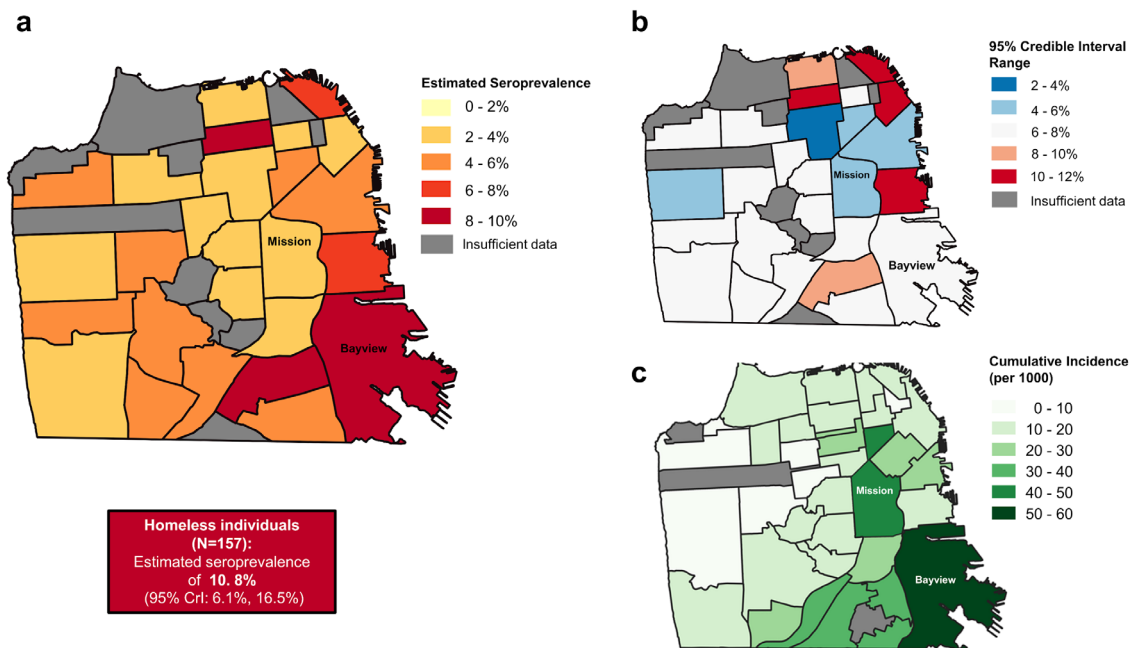 a
Estimated Seroprevalence
0 - 2%
2 - 4%
4 - 6%
6 - 8%
8 - 10%
Insufficient data
Mission
Bayview
Homeless individuals
(N=157):
Estimated seroprevalence
of 10. 8%
(95% CrI: 6.1%, 16.5%)
b
95% Credible Interval
Range
2 - 4%
4 - 6%
6 - 8%
8 - 10%
10 - 12%
Insufficient data
Mission
Bayview
c
Cumulative Incidence
(per 1000)
0 - 10
10 - 20
20 - 30
30 - 40
40 - 50
50 - 60
Mission
Bayview